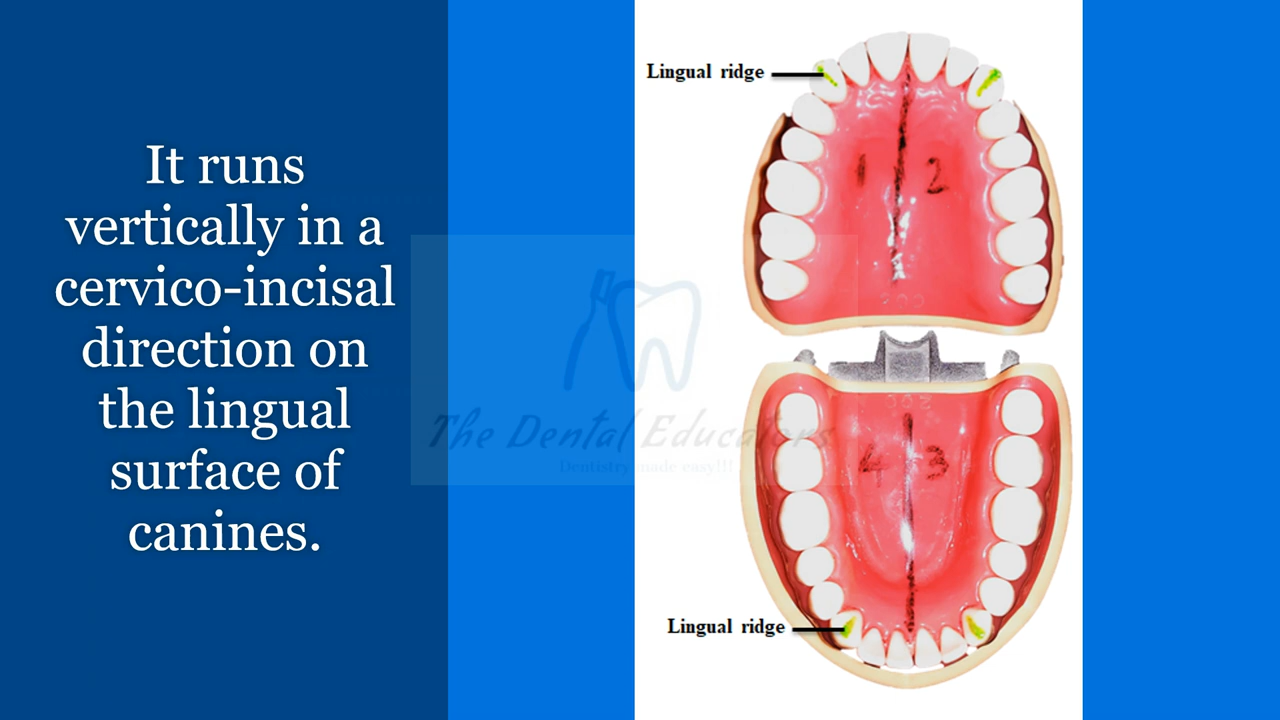 It runs
vertically in a
cervico-incisal
direction on
the lingual
surface of
canines.
Lingual ridge
1 2
The Dental Educators
Dentistry made easy!!!
4 3
Lingual ridge